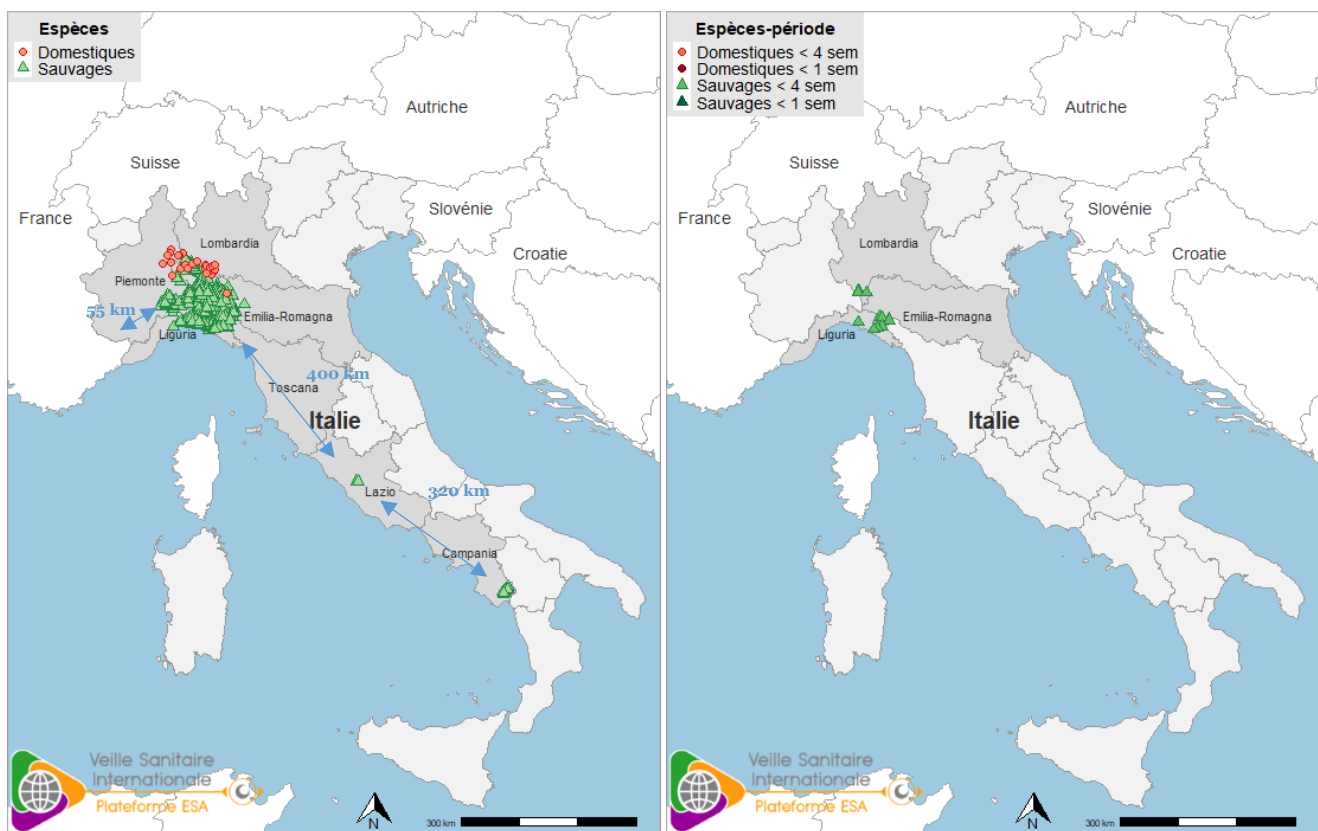 Espèces
Domestiques
Sauvages
Autriche
Suisse
France
Slovénie
Lombardia
Croatie
Piemonte
55 km
Emilia-Romagna
Liguria
400 km
Toscana
Italie
320 km
Lazio
Campania
Veille Sanitaire
Internationale
Plateforme ESA
N
300 km
Espèces-période
Domestiques < 4 sem
Domestiques < 1 sem
Sauvages < 4 sem
Sauvages < 1 sem
Autriche
Suisse
France
Slovénie
Lombardia
Croatie
Emilia-Romagna
Liguria
Italie
Veille Sanitaire
Internationale
Plateforme ESA
N
300 km